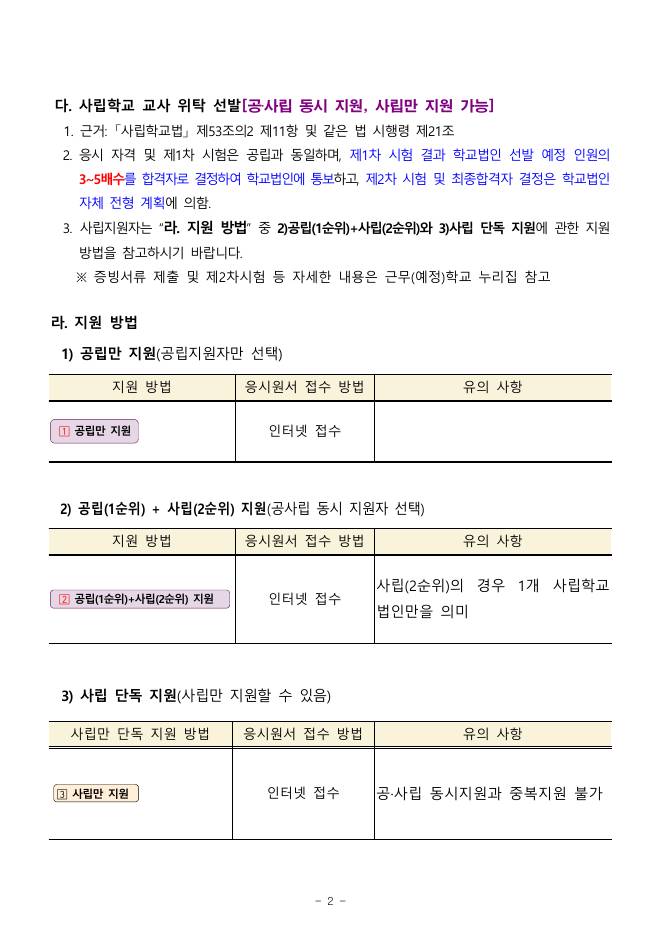 다. 사립학교 교사 위탁 선발[공·사립 동시 지원, 사립만 지원 가능]
1. 근거:「사립학교법」제53조의2 제11항 및 같은 법 시행령 제21조
2. 응시 자격 및 제1차 시험은 공립과 동일하며, 제1차 시험 결과 학교법인 선발 예정 인원의
3~5배수를 합격자로 결정하여 학교법인에 통보하고, 제2차 시험 및 최종합격자 결정은 학교법인
자체 전형 계획에 의함.
3. 사립지원자는 “라. 지원 방법” 중 2)공립(1순위)+사립(2순위)와 3)사립 단독 지원에 관한 지원
방법을 참고하시기 바랍니다.
※ 증빙서류 제출 및 제2차시험 등 자세한 내용은 근무(예정)학교 누리집 참고
라. 지원 방법
1) 공립만 지원(공립지원자만 선택)
지원 방법 응시원서 접수 방법 유의 사항
1 공립만 지원 인터넷 접수
2) 공립(1순위) + 사립(2순위) 지원(공사립 동시 지원자 선택)
지원 방법 응시원서 접수 방법 유의 사항
2 공립(1순위)+사립(2순위) 지원 인터넷 접수 사립(2순위)의 경우 1개 사립학교
법인만을 의미
3) 사립 단독 지원(사립만 지원할 수 있음)
사립만 단독 지원 방법 응시원서 접수 방법 유의 사항
3 사립만 지원 인터넷 접수 공·사립 동시지원과 중복지원 불가
- 2 -